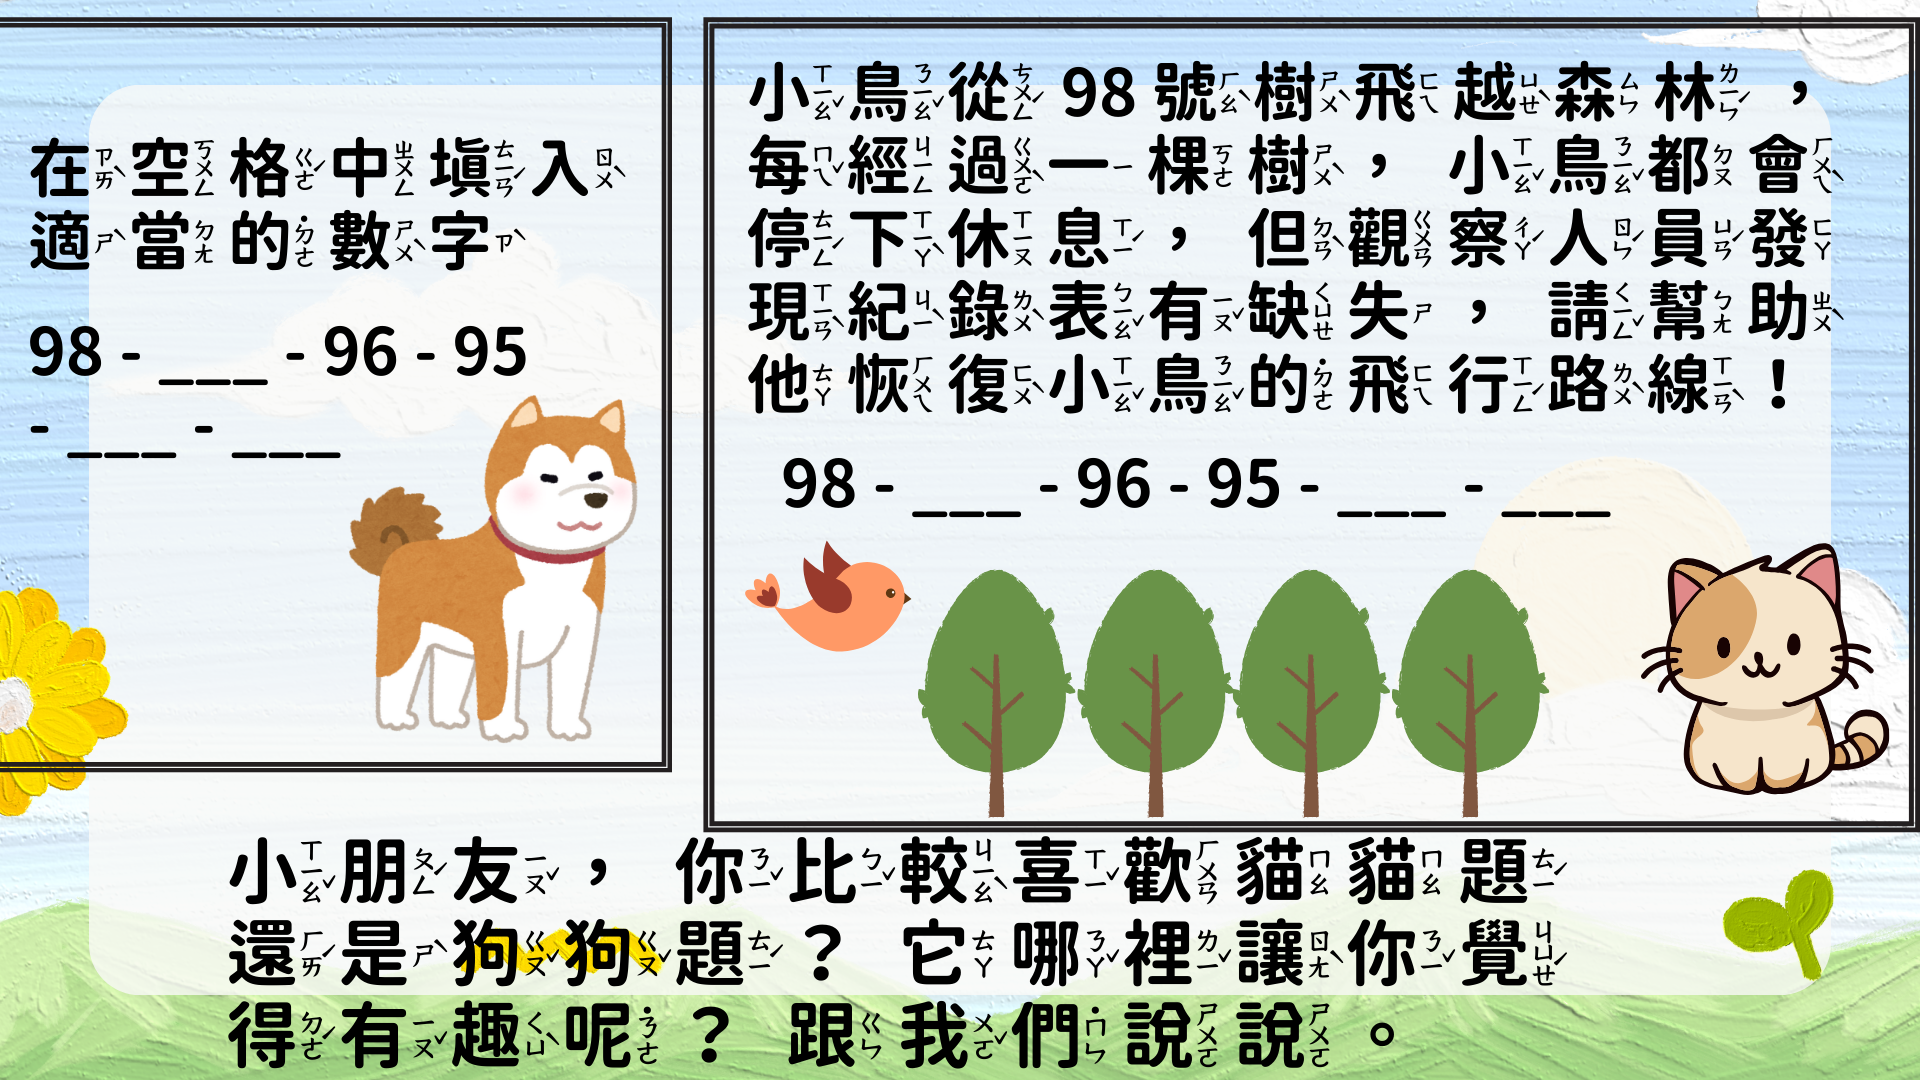 在空格中填入
適當的數字
98 - ___ - 96 - 95
- ___ - ___
小鳥從 98 號樹飛越森林，
每經過一棵樹，小鳥都會
停下休息，但觀察人員發
現紀錄表有缺失，請幫助
他恢復小鳥的飛行路線！
98 - ___ - 96 - 95 - ___ - ___
小朋友，你比較喜歡貓貓題
還是狗狗題？它哪裡讓你覺
得有趣呢？跟我們說說。